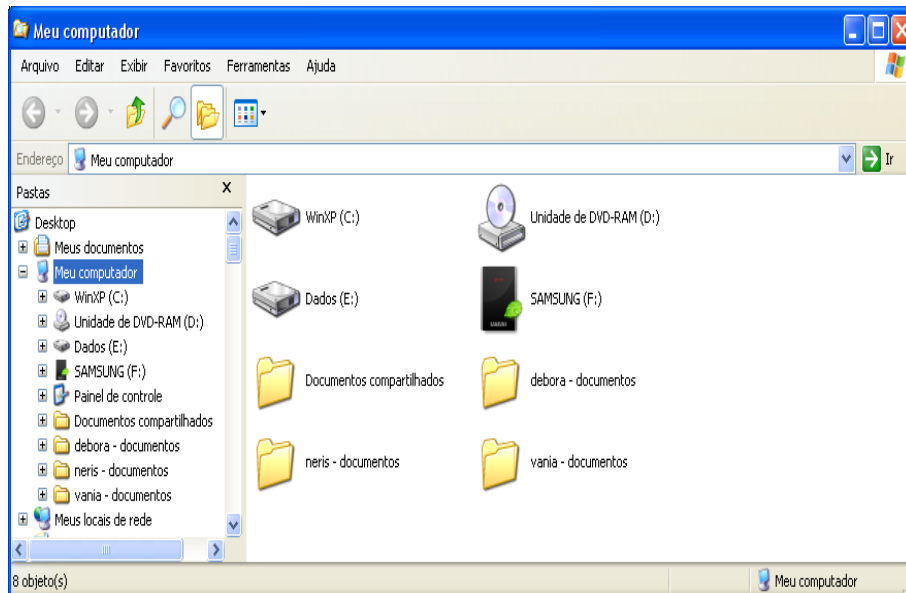 Meu computador
Arquivo Editar Exibir Favoritos Ferramentas Ajuda
Endereço Meu computador Ir
Pastas X
Desktop
Meus documentos
Meu computador
WinXP (C:)
Unidade de DVD-RAM (D:)
Dados (E:)
SAMSUNG (F:)
Painel de controle
Documentos compartilhados
debora - documentos
neris - documentos
vania - documentos
Meus locais de rede
WinXP (C:) Unidade de DVD-RAM (D:)
Dados (E:) SAMSUNG (F:)
SAMSUNG
Documentos compartilhados debora - documentos
neris - documentos vania - documentos
8 objeto(s) Meu computador